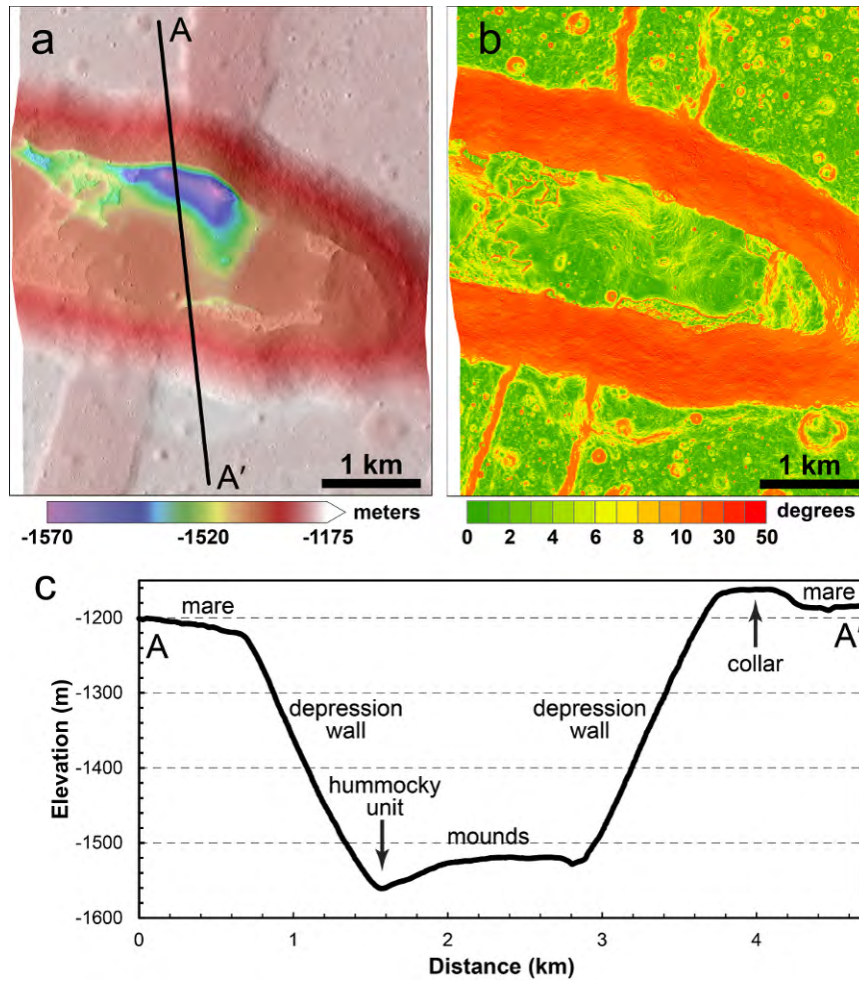 a
A
A'
1 km
meters
-1570
-1520
-1175
b
1 km
degrees
0 2 4 6 8 10 30 50
c
Elevation (m)
-1200
-1300
-1400
-1500
-1600
mare
A
depression
wall
hummocky
unit
mounds
depression
wall
collar
mare
A'
0 1 2 3 4
Distance (km)